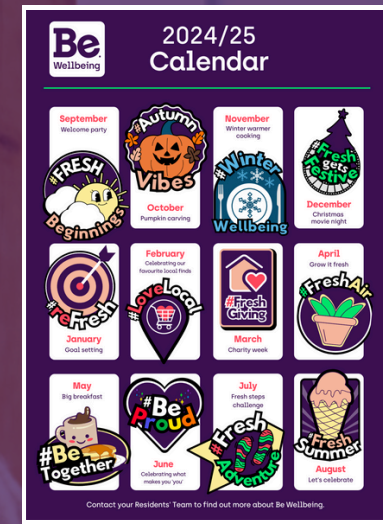 Be.
Wellbeing
2024/25
Calendar
September
Welcome party
#FRESH
Beginnings
#Autumn
Vibes
October
Pumpkin carving
November
Winter warmer
cooking
#Winter
Wellbeing
#Fresh
gets
Festive
December
Christmas
movie night
#reFresh
January
Goal setting
February
Celebrating our
favourite local finds
#LoveLocal
#Fresh
Giving
March
Charity week
April
Grow it fresh
#FreshAir
May
Big breakfast
#Be
Together
#Be
Proud
June
Celebrating what
makes you 'you'
July
Fresh steps
challenge
#Fresh
Adventure
#Fresh
Summer
August
Let's celebrate
Contact your Residents' Team to find out more about Be Wellbeing.